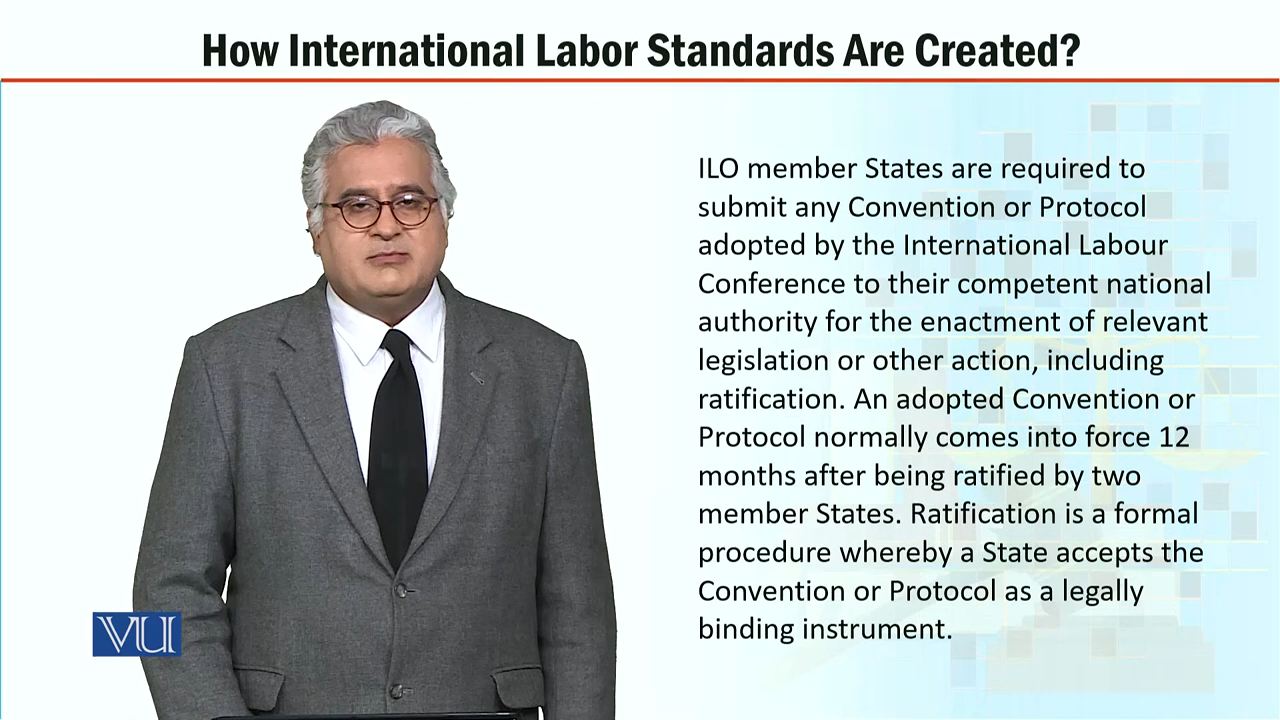 How International Labor Standards Are Created?
ILO member States are required to
submit any Convention or Protocol
adopted by the International Labour
Conference to their competent national
authority for the enactment of relevant
legislation or other action, including
ratification. An adopted Convention or
Protocol normally comes into force 12
months after being ratified by two
member States. Ratification is a formal
procedure whereby a State accepts the
Convention or Protocol as a legally
binding instrument.
VU